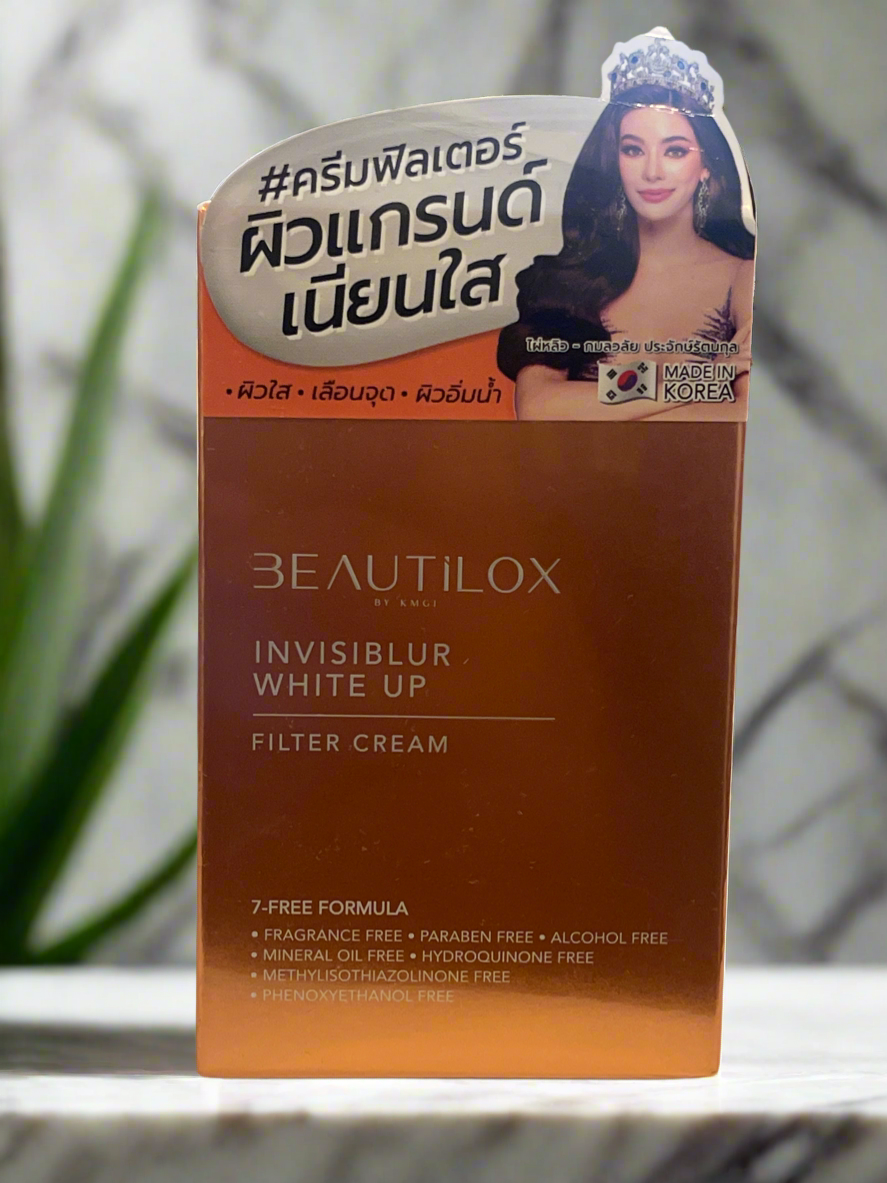 #ครีมฟิลเตอร์
ผิวแกรนด์
เนียนใส
ไผ่หลิว - กมลวลัย ประจักษ์รัตนกุล
MADE IN
KOREA
•ผิวใส • เลือนจุด • ผิวอิ่มน้ำ
BEAUTiLOX
BY KMGI
INVISIBLUR
WHITE UP
FILTER CREAM
7-FREE FORMULA
• FRAGRANCE FREE • PARABEN FREE • ALCOHOL FREE
• MINERAL OIL FREE • HYDROQUINONE FREE
• METHYLISOTHIAZOLINONE FREE
• PHENOXYETHANOL FREE